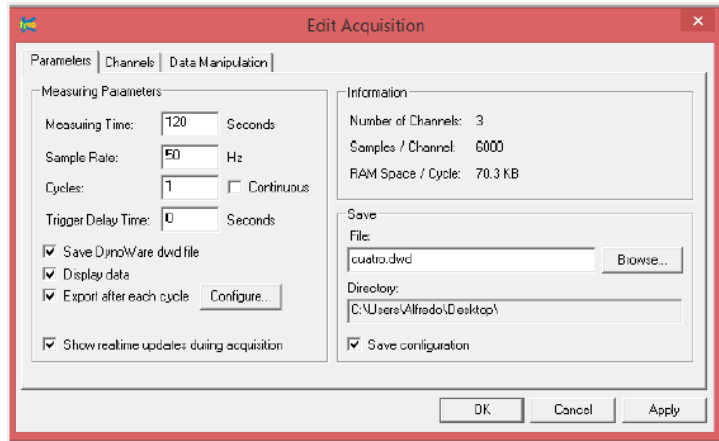 dyno
Edit Acquisition
Parameters Channels Data Manipulation
Measuring Parameters
Measuring Time: 120 Seconds
Sample Rate: 50 Hz
Cycles: 1 Continuous
Trigger Delay Time: 0 Seconds
Save DynoWare dwd file
Display data
Export after each cycle Configure...
Show realtime updates during acquisition
Information
Number of Channels: 3
Samples / Channel: 6000
RAM Space / Cycle: 70.3 KB
Save
File:
cuatro.dwd Browse...
Directory:
C:\Users\Alfredo\Desktop\
Save configuration
OK Cancel Apply